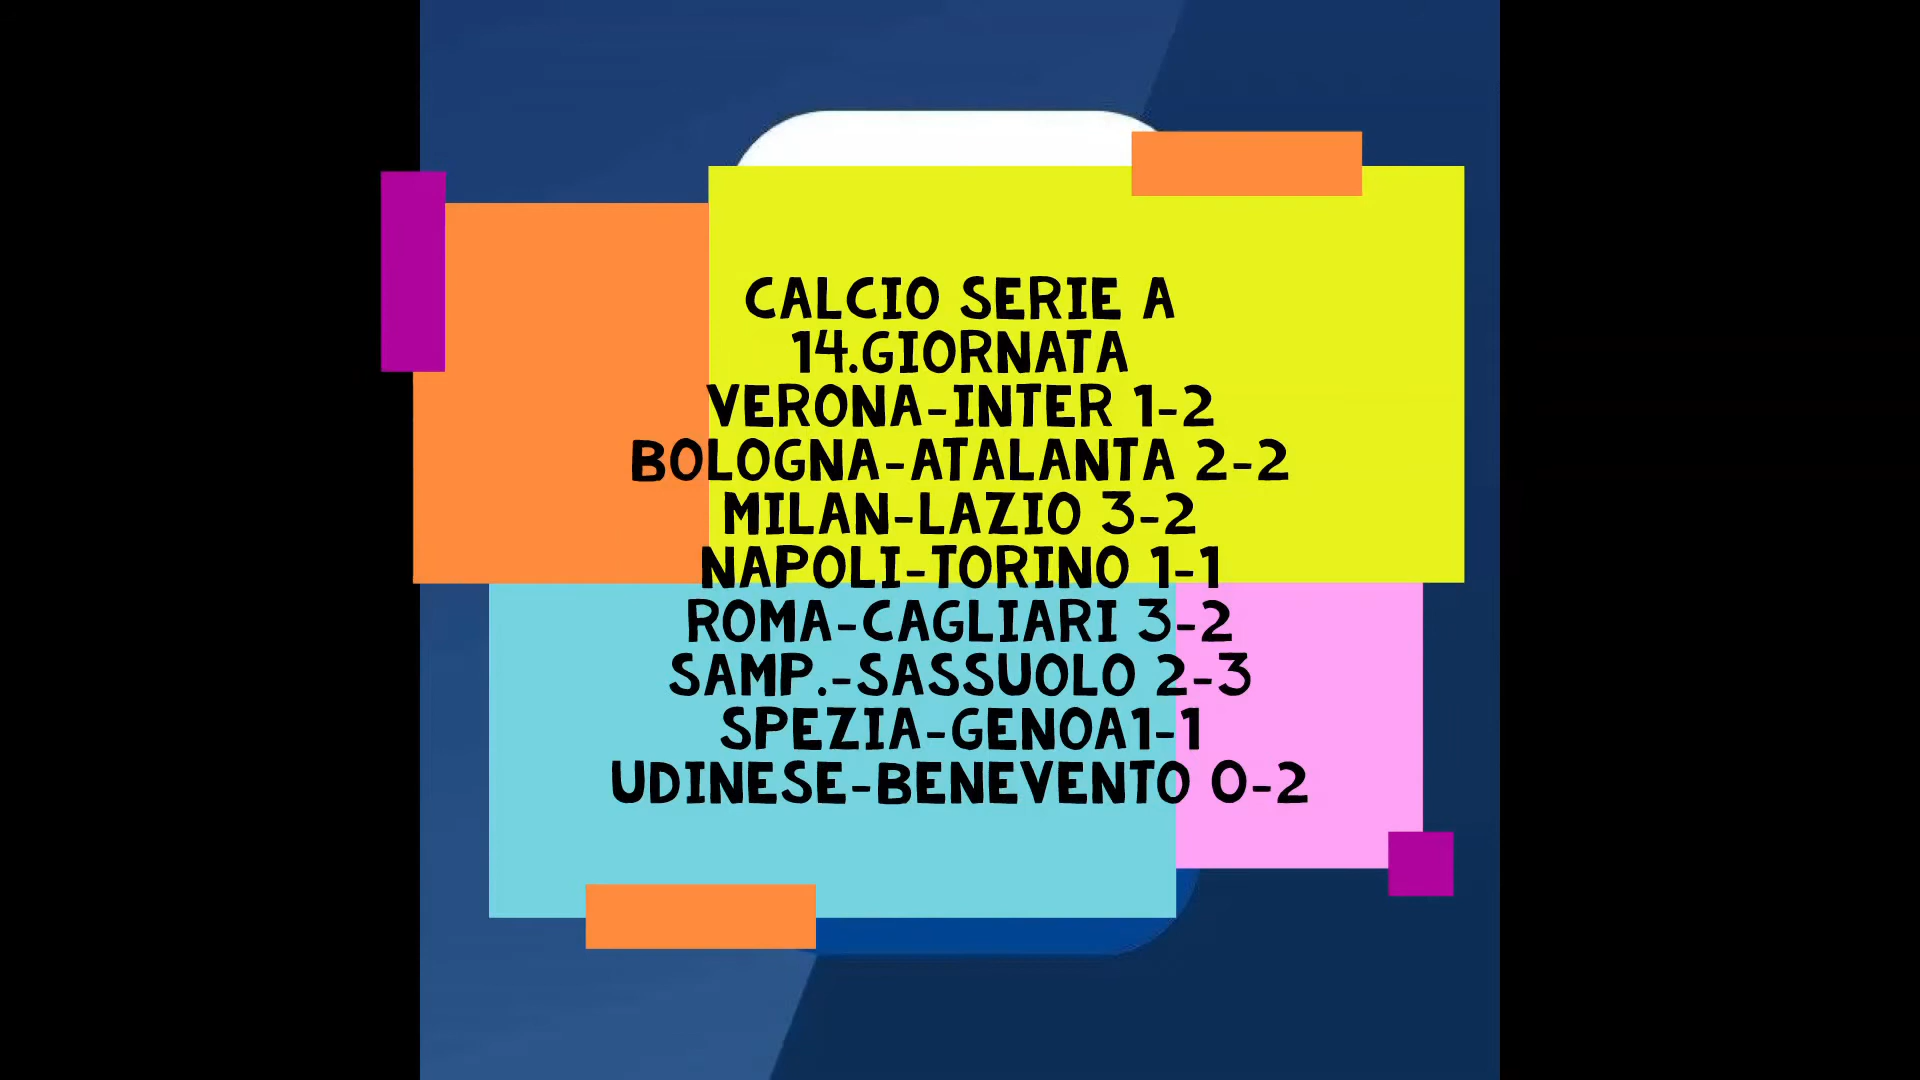 CALCIO SERIE A
14.GIORNATA
VERONA-INTER 1-2
BOLOGNA-ATALANTA 2-2
MILAN-LAZIO 3-2
NAPOLI-TORINO 1-1
ROMA-CAGLIARI 3-2
SAMP.-SASSUOLO 2-3
SPEZIA-GENOA1-1
UDINESE-BENEVENTO 0-2